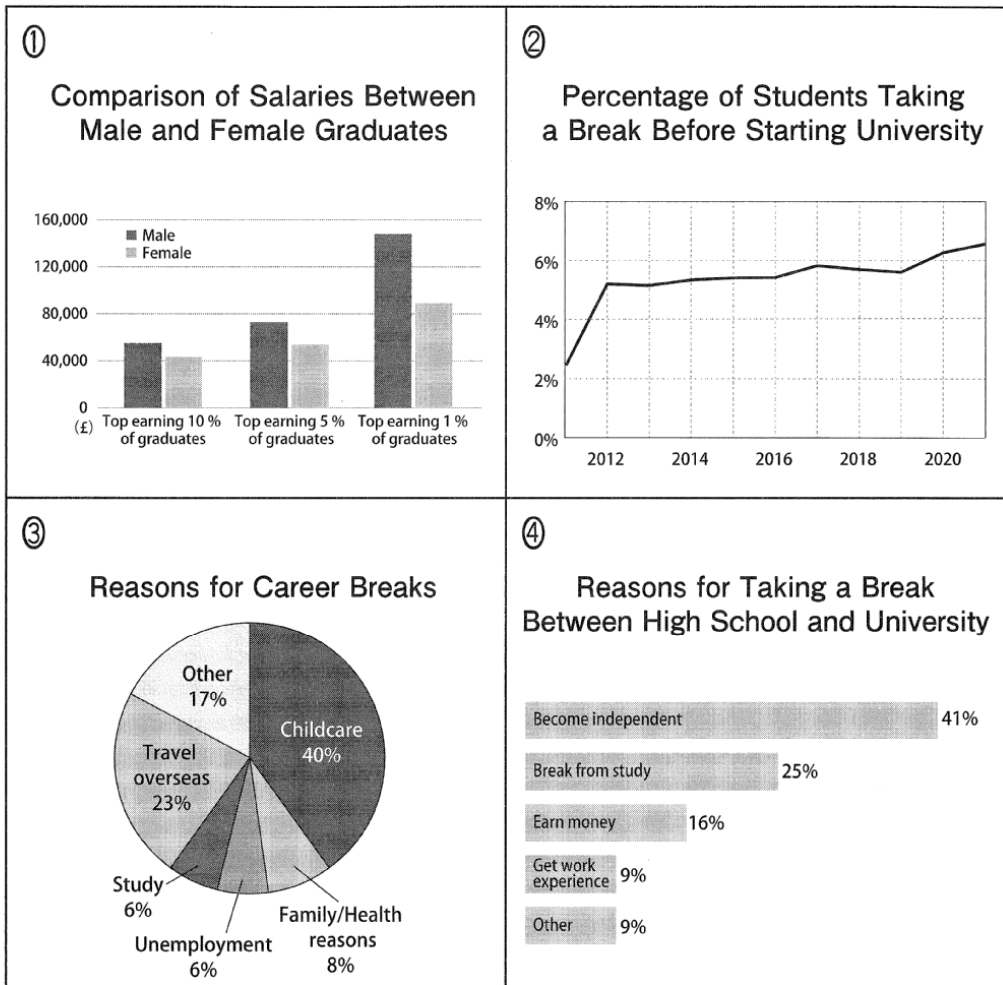 ①
Comparison of Salaries Between
Male and Female Graduates
160,000
120,000
80,000
40,000
0
(£)
Male
Female
Top earning 10 %
of graduates
Top earning 5 %
of graduates
Top earning 1 %
of graduates
②
Percentage of Students Taking
a Break Before Starting University
8%
6%
4%
2%
0%
2012 2014 2016 2018 2020
③
Reasons for Career Breaks
Other
17%
Childcare
40%
Travel
overseas
23%
Study
6%
Unemployment
6%
Family/Health
reasons
8%
④
Reasons for Taking a Break
Between High School and University
Become independent 41%
Break from study 25%
Earn money 16%
Get work
experience 9%
Other 9%